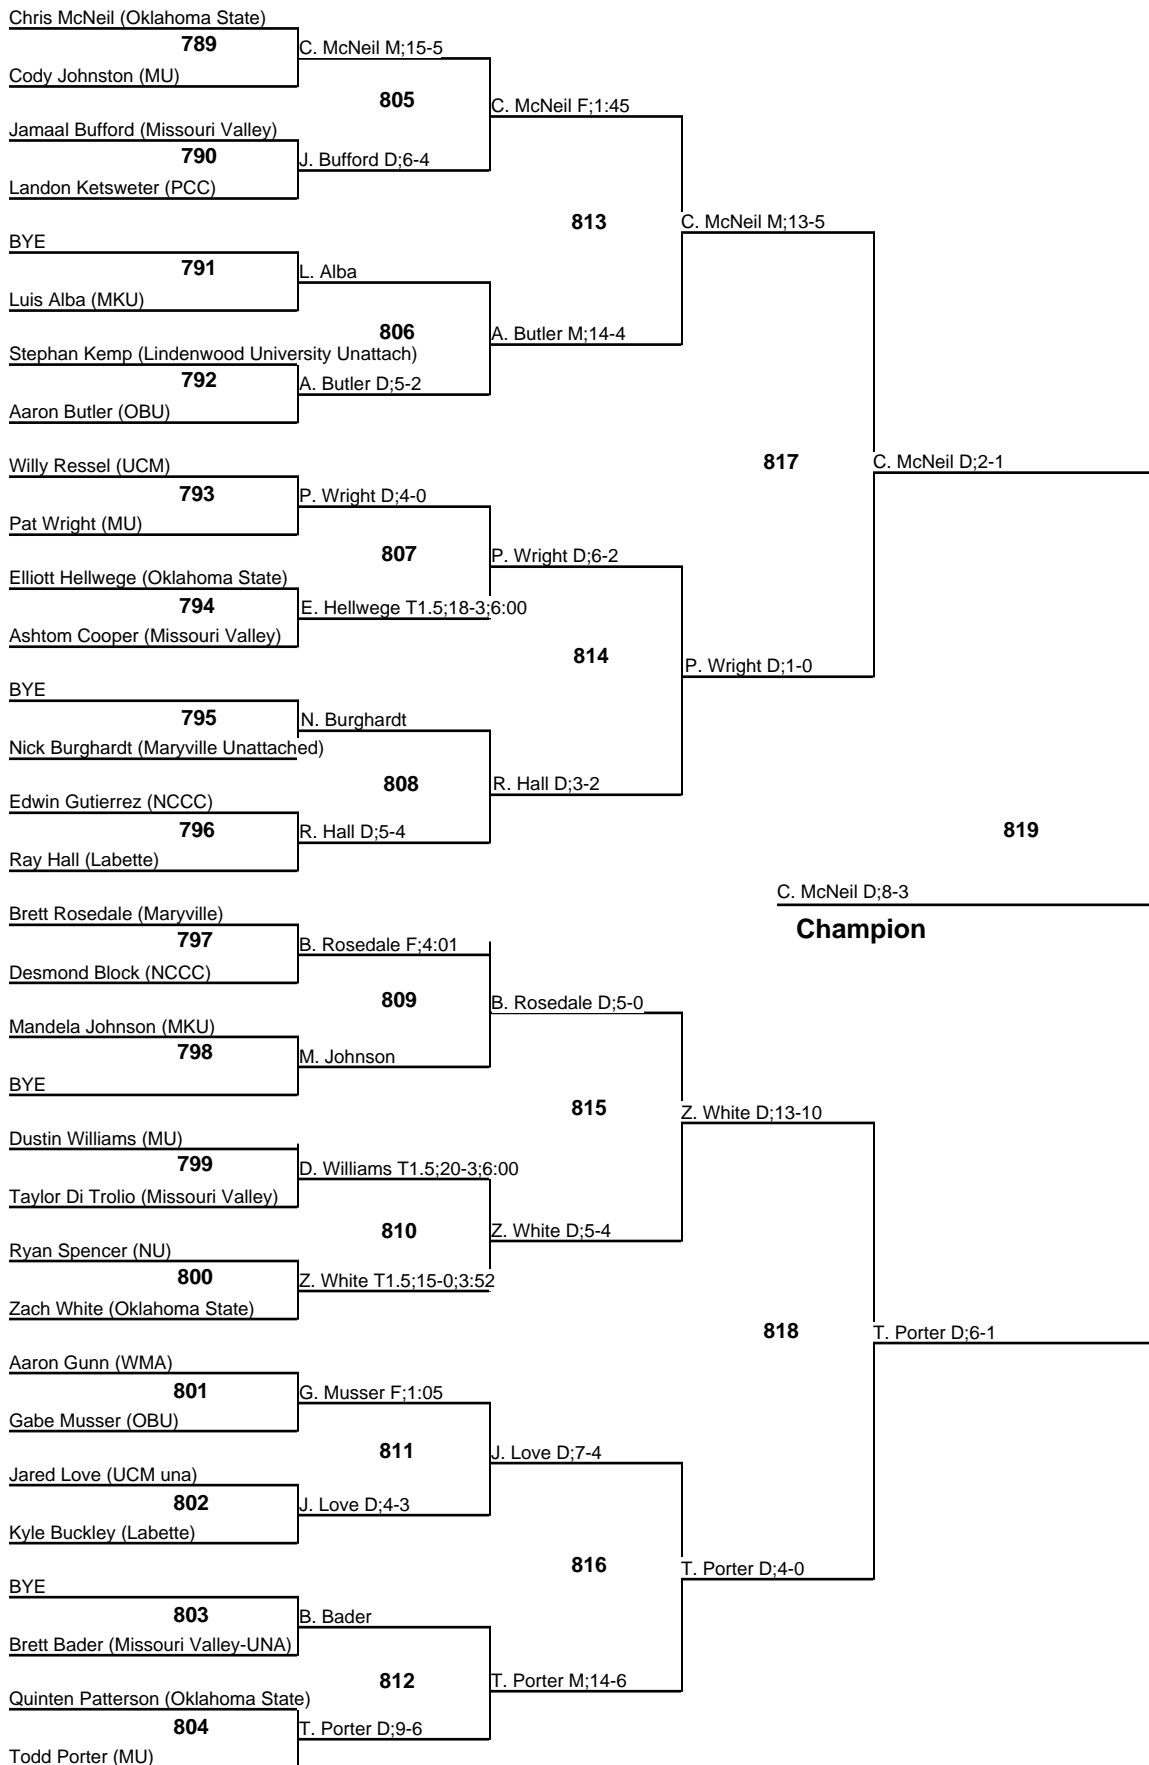 Chris McNeil (Oklahoma State)
789
C. McNeil M;15-5
Cody Johnston (MU)
805
C. McNeil F;1:45
Jamaal Bufford (Missouri Valley)
790
J. Bufford D;6-4
Landon Ketsweter (PCC)
813
C. McNeil M;13-5
BYE
791
L. Alba
Luis Alba (MKU)
806
A. Butler M;14-4
Stephan Kemp (Lindenwood University Unattach)
792
A. Butler D;5-2
Aaron Butler (OBU)
817
C. McNeil D;2-1
Willy Ressel (UCM)
793
P. Wright D;4-0
Pat Wright (MU)
807
P. Wright D;6-2
Elliott Hellwege (Oklahoma State)
794
E. Hellwege T1.5;18-3;6:00
Ashtom Cooper (Missouri Valley)
814
P. Wright D;1-0
BYE
795
N. Burghardt
Nick Burghardt (Maryville Unattached)
808
R. Hall D;3-2
Edwin Gutierrez (NCCC)
796
R. Hall D;5-4
Ray Hall (Labette)
819
C. McNeil D;8-3
Champion
Brett Rosedale (Maryville)
797
B. Rosedale F;4:01
Desmond Block (NCCC)
809
B. Rosedale D;5-0
Mandela Johnson (MKU)
798
M. Johnson
BYE
815
Z. White D;13-10
Dustin Williams (MU)
799
D. Williams T1.5;20-3;6:00
Taylor Di Trolio (Missouri Valley)
810
Z. White D;5-4
Ryan Spencer (NU)
800
Z. White T1.5;15-0;3:52
Zach White (Oklahoma State)
818
T. Porter D;6-1
Aaron Gunn (WMA)
801
G. Musser F;1:05
Gabe Musser (OBU)
811
J. Love D;7-4
Jared Love (UCM una)
802
J. Love D;4-3
Kyle Buckley (Labette)
816
T. Porter D;4-0
BYE
803
B. Bader
Brett Bader (Missouri Valley-UNA)
812
T. Porter M;14-6
Quinten Patterson (Oklahoma State)
804
T. Porter D;9-6
Todd Porter (MU)